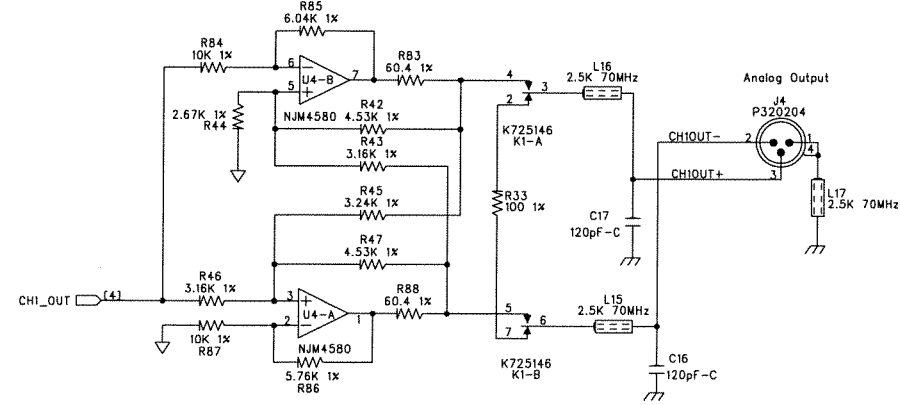 R85
6.04K 1%
R84
10K 1%
6
5
U4-B
7
R83
60.4 1%
2.67K 1%
R44
NJM4580
R42
4.53K 1%
R43
3.16K 1%
R45
3.24K 1%
R47
4.53K 1%
CH1_OUT
[4]
R46
3.16K 1%
3
2
U4-A
1
R88
60.4 1%
10K 1%
R87
NJM4580
5.76K 1%
R86
4
2
3
K725146
K1-A
R33
100 1%
5
7
6
K725146
K1-B
L16
2.5K 70MHz
C17
120pF-C
L15
2.5K 70MHz
C16
120pF-C
Analog Output
J4
P320204
CH1OUT-
2
1
4
CH1OUT+
3
L17
2.5K 70MHz